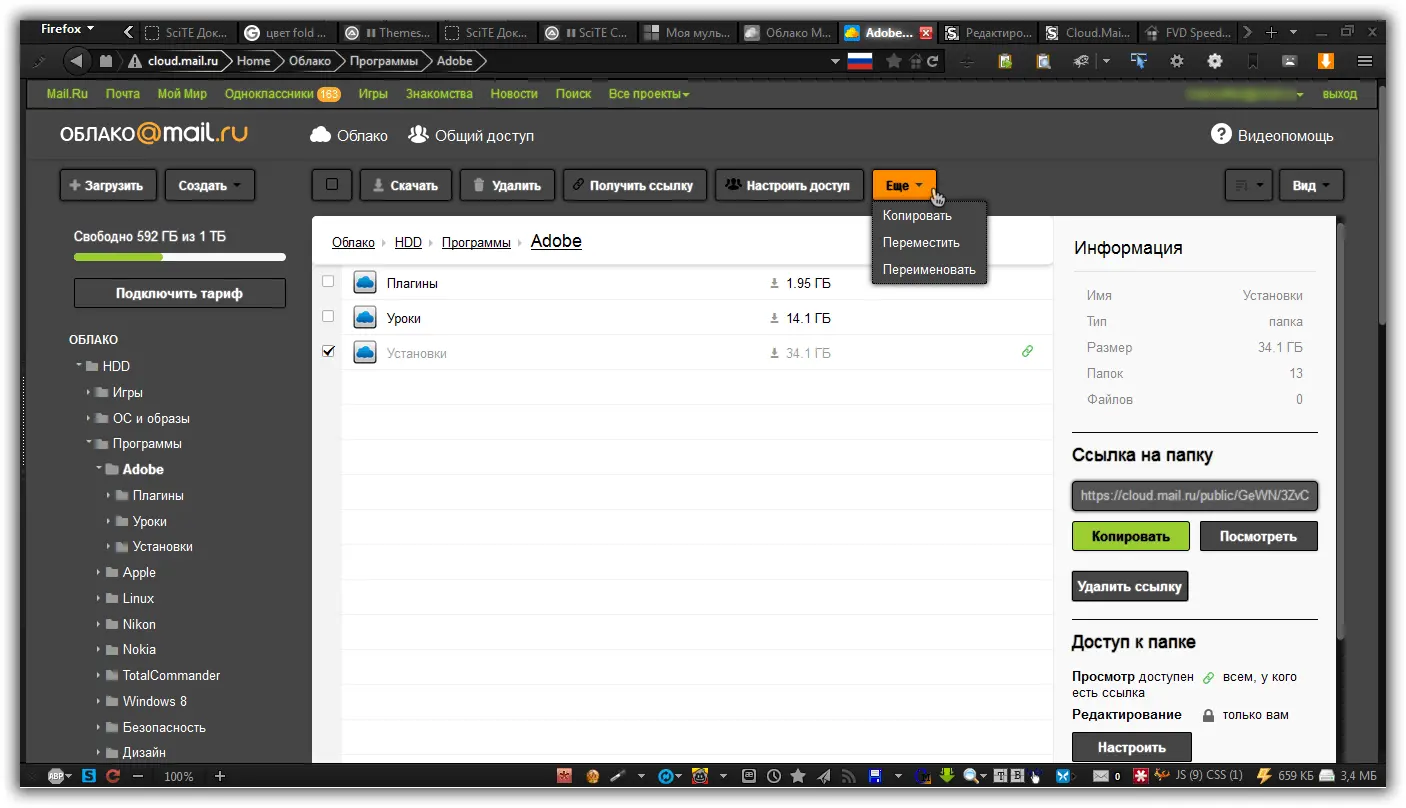 Firefox
SciTE Док...
цвет fold ...
Themes...
SciTE Док...
SciTE С...
Моя муль...
Облако М...
Adobe...
Редактиро...
Cloud.Mai...
FVD Speed...
cloud.mail.ru Home Облако Программы Adobe
Mail.Ru Почта Мой Мир Одноклассники 163 Игры Знакомства Новости Поиск Все проекты
выход
ОБЛАКО@mail.ru
Облако Общий доступ
? Видеопомощь
+ Загрузить Создать
Скачать Удалить Получить ссылку Настроить доступ Еще
Вид
Копировать
Переместить
Переименовать
Свободно 592 ГБ из 1 ТБ
Подключить тариф
ОБЛАКО
HDD
Игры
ОС и образы
Программы
Adobe
Плагины
Уроки
Установки
Apple
Linux
Nikon
Nokia
TotalCommander
Windows 8
Безопасность
Дизайн
Облако HDD Программы Adobe
Плагины 1.95 ГБ
Уроки 14.1 ГБ
Установки 34.1 ГБ
Информация
Имя Установки
Тип папка
Размер 34.1 ГБ
Папок 13
Файлов 0
Ссылка на папку
https://cloud.mail.ru/public/GeWN/3ZvC
Копировать Посмотреть
Удалить ссылку
Доступ к папке
Просмотр доступен всем, у кого
есть ссылка
Редактирование только вам
Настроить
ABP S 100% T B 0 JS (9) CSS (1) 659 КБ 3,4 МБ